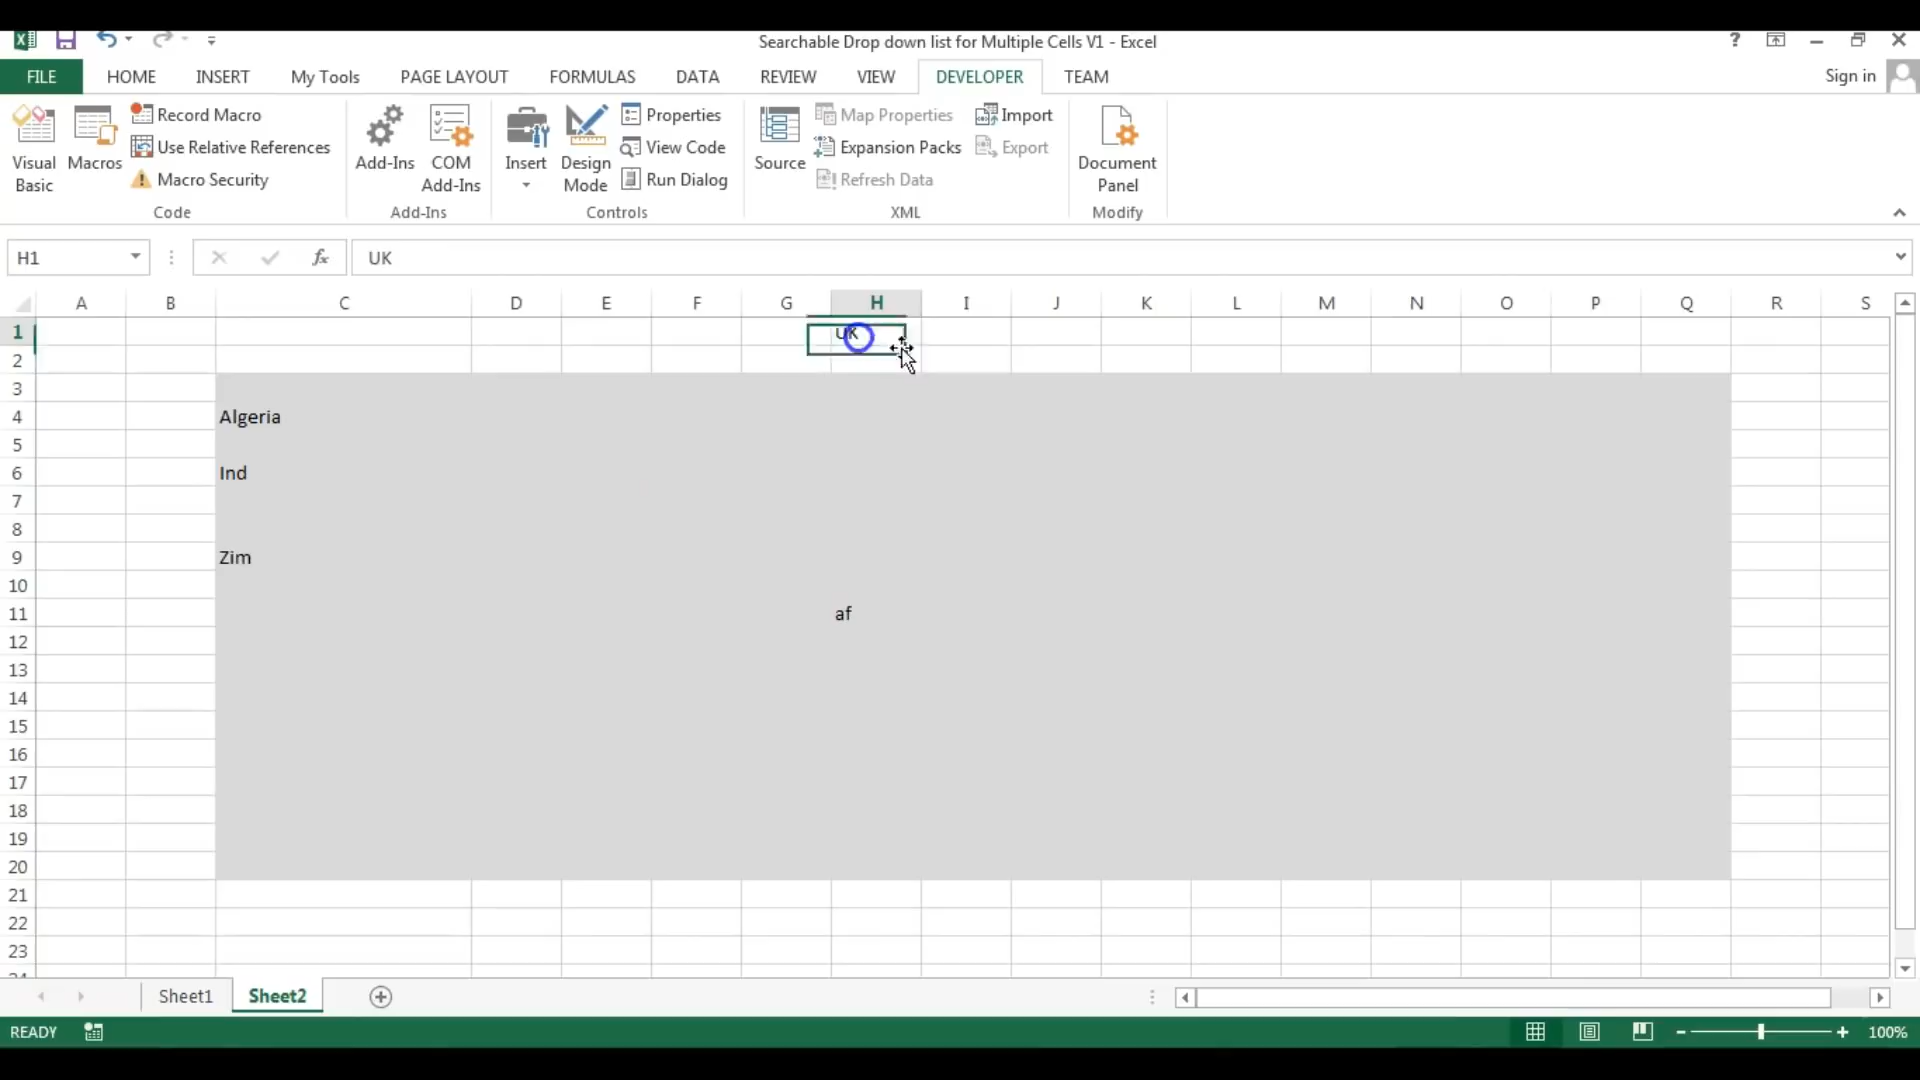 Searchable Drop down list for Multiple Cells V1 - Excel
?
FILE HOME INSERT My Tools PAGE LAYOUT FORMULAS DATA REVIEW VIEW DEVELOPER TEAM Sign in
Visual Basic
Macros
Record Macro
Use Relative References
Macro Security
Code
Add-Ins
COM Add-Ins
Add-Ins
Insert
Design Mode
Properties
View Code
Run Dialog
Controls
Source
Map Properties
Expansion Packs
Refresh Data
Import
Export
XML
Document Panel
Modify
H1 fx UK
A B C D E F G H I J K L M N O P Q R S
1 UK
2
3
4 Algeria
5
6 Ind
7
8
9 Zim
10
11 af
12
13
14
15
16
17
18
19
20
21
22
23
Sheet1 Sheet2
READY 100%